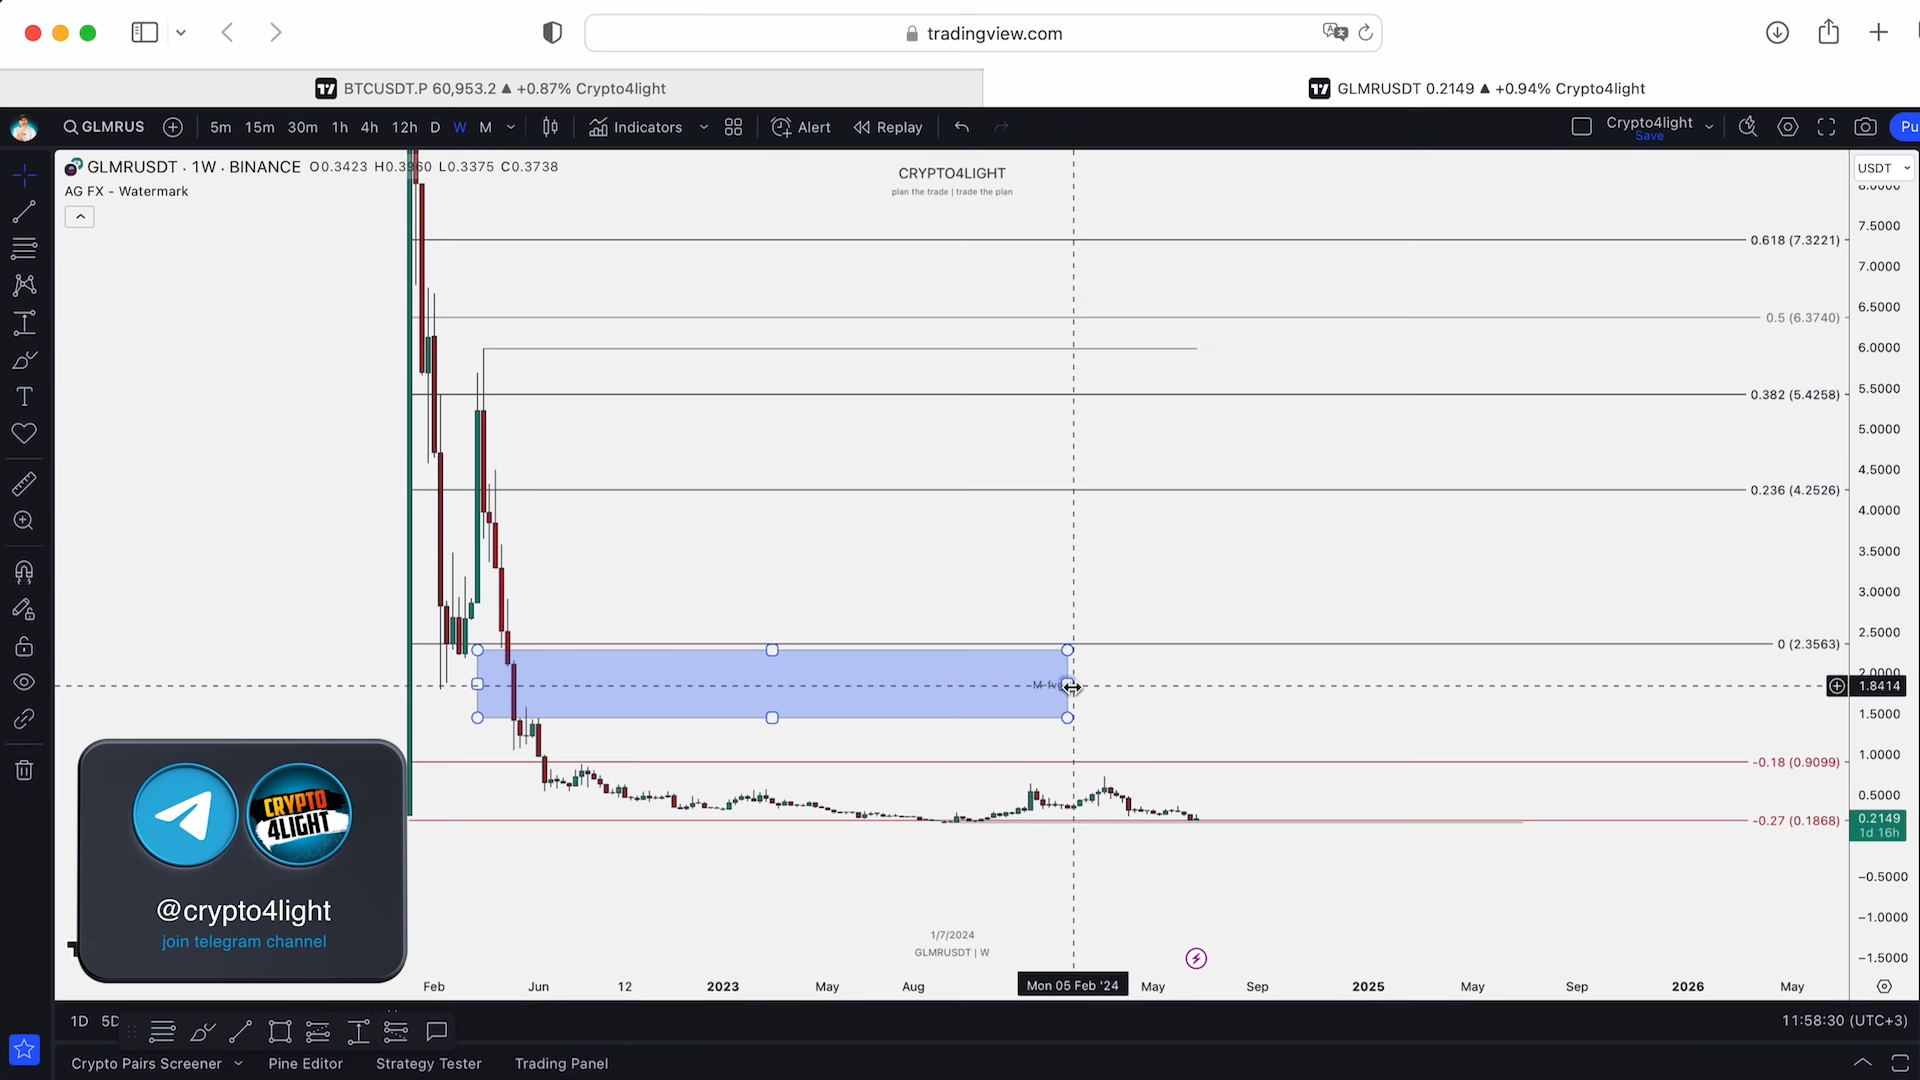 tradingview.com
BTCUSDT.P 60,953.2 ▲ +0.87% Crypto4light
GLMRUSDT 0.2149 ▲ +0.94% Crypto4light
GLMRUS 5m 15m 30m 1h 4h 12h D W M Indicators Alert Replay
Crypto4light
Save
Pu
GLMRUSDT · 1W · BINANCE O0.3423 H0.3960 L0.3375 C0.3738
AG FX - Watermark
CRYPTO4LIGHT
plan the trade | trade the plan
USDT
8.0000
7.5000
0.618 (7.3221)
7.0000
6.5000
0.5 (6.3740)
6.0000
5.5000
0.382 (5.4258)
5.0000
4.5000
0.236 (4.2526)
4.0000
3.5000
3.0000
2.5000
0 (2.3563)
2.0000
1.8414
1.5000
1.0000
-0.18 (0.9099)
0.5000
0.2149
1d 16h
-0.27 (0.1868)
−0.5000
−1.0000
−1.5000
CRYPTO
4LIGHT
@crypto4light
join telegram channel
1/7/2024
GLMRUSDT | W
Feb Jun 12 2023 May Aug Mon 05 Feb '24 May Sep 2025 May Sep 2026 May
1D 5D
11:58:30 (UTC+3)
Crypto Pairs Screener Pine Editor Strategy Tester Trading Panel